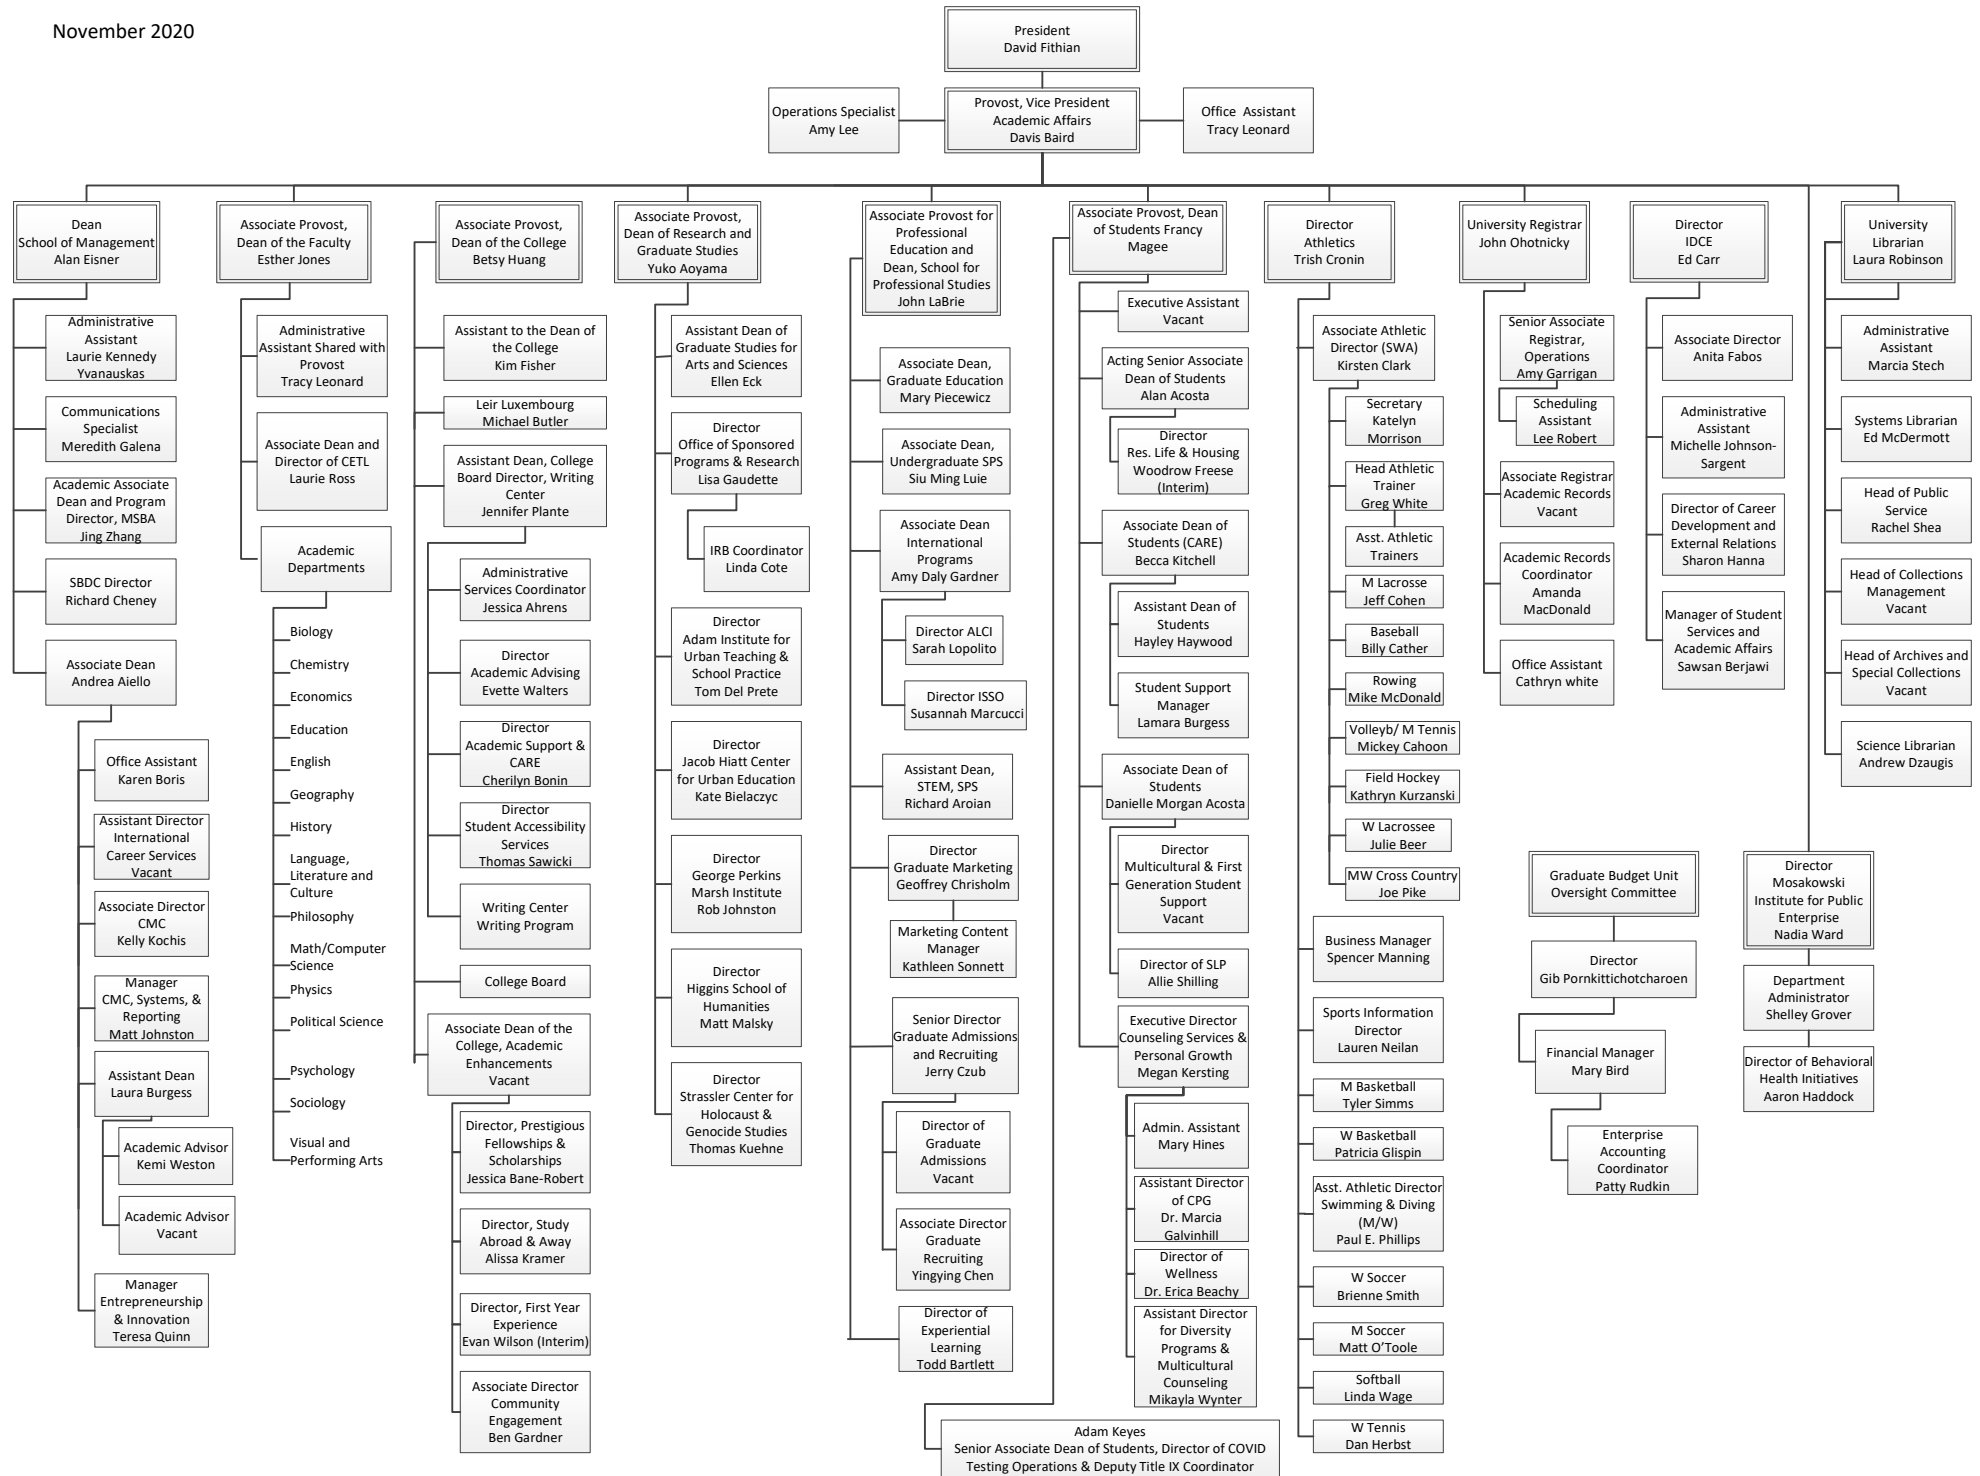 November 2020
President
David Fithian
Operations Specialist
Amy Lee
Provost, Vice President
Academic Affairs
Davis Baird
Office Assistant
Tracy Leonard
Dean
School of Management
Alan Eisner
Administrative
Assistant
Laurie Kennedy
Yvanauskas
Communications
Specialist
Meredith Galena
Academic Associate
Dean and Program
Director, MSBA
Jing Zhang
SBDC Director
Richard Cheney
Associate Dean
Andrea Aiello
Office Assistant
Karen Boris
Assistant Director
International
Career Services
Vacant
Associate Director
CMC
Kelly Kochis
Manager
CMC, Systems, &
Reporting
Matt Johnston
Assistant Dean
Laura Burgess
Academic Advisor
Kemi Weston
Academic Advisor
Vacant
Manager
Entrepreneurship
& Innovation
Teresa Quinn
Associate Provost,
Dean of the Faculty
Esther Jones
Administrative
Assistant Shared with
Provost
Tracy Leonard
Associate Dean and
Director of CETL
Laurie Ross
Academic
Departments
Biology
Chemistry
Economics
Education
English
Geography
History
Language,
Literature and
Culture
Philosophy
Math/Computer
Science
Physics
Political Science
Psychology
Sociology
Visual and
Performing Arts
Associate Provost,
Dean of the College
Betsy Huang
Assistant to the Dean of
the College
Kim Fisher
Leir Luxembourg
Michael Butler
Assistant Dean, College
Board Director, Writing
Center
Jennifer Plante
Administrative
Services Coordinator
Jessica Ahrens
Director
Academic Advising
Evette Walters
Director
Academic Support &
CARE
Cherilyn Bonin
Director
Student Accessibility
Services
Thomas Sawicki
Writing Center
Writing Program
College Board
Associate Dean of the
College, Academic
Enhancements
Vacant
Director, Prestigious
Fellowships &
Scholarships
Jessica Bane-Robert
Director, Study
Abroad & Away
Alissa Kramer
Director, First Year
Experience
Evan Wilson (Interim)
Associate Director
Community
Engagement
Ben Gardner
Associate Provost,
Dean of Research and
Graduate Studies
Yuko Aoyama
Assistant Dean of
Graduate Studies for
Arts and Sciences
Ellen Eck
Director
Office of Sponsored
Programs & Research
Lisa Gaudette
IRB Coordinator
Linda Cote
Director
Adam Institute for
Urban Teaching &
School Practice
Tom Del Prete
Director
Jacob Hiatt Center
for Urban Education
Kate Bielaczyc
Director
George Perkins
Marsh Institute
Rob Johnston
Director
Higgins School of
Humanities
Matt Malsky
Director
Strassler Center for
Holocaust &
Genocide Studies
Thomas Kuehne
Associate Provost for
Professional
Education and
Dean, School for
Professional Studies
John LaBrie
Associate Dean,
Graduate Education
Mary Piecewicz
Associate Dean,
Undergraduate SPS
Siu Ming Luie
Associate Dean
International
Programs
Amy Daly Gardner
Director ALCI
Sarah Lopolito
Director ISSO
Susannah Marcucci
Assistant Dean,
STEM, SPS
Richard Aroian
Director
Graduate Marketing
Geoffrey Chrisholm
Marketing Content
Manager
Kathleen Sonnett
Senior Director
Graduate Admissions
and Recruiting
Jerry Czub
Director of
Graduate
Admissions
Vacant
Associate Director
Graduate
Recruiting
Yingying Chen
Director of
Experiential
Learning
Todd Bartlett
Associate Provost, Dean
of Students Francy
Magee
Executive Assistant
Vacant
Acting Senior Associate
Dean of Students
Alan Acosta
Director
Res. Life & Housing
Woodrow Freese
(Interim)
Associate Dean of
Students (CARE)
Becca Kitchell
Assistant Dean of
Students
Hayley Haywood
Student Support
Manager
Lamara Burgess
Associate Dean of
Students
Danielle Morgan Acosta
Director
Multicultural & First
Generation Student
Support
Vacant
Director of SLP
Allie Shilling
Executive Director
Counseling Services &
Personal Growth
Megan Kersting
Admin. Assistant
Mary Hines
Assistant Director
of CPG
Dr. Marcia
Galvinhill
Director of
Wellness
Dr. Erica Beachy
Assistant Director
for Diversity
Programs &
Multicultural
Counseling
Mikayla Wynter
Adam Keyes
Senior Associate Dean of Students, Director of COVID
Testing Operations & Deputy Title IX Coordinator
Director
Athletics
Trish Cronin
Associate Athletic
Director (SWA)
Kirsten Clark
Secretary
Katelyn
Morrison
Head Athletic
Trainer
Greg White
Asst. Athletic
Trainers
M Lacrosse
Jeff Cohen
Baseball
Billy Cather
Rowing
Mike McDonald
Volleyb/ M Tennis
Mickey Cahoon
Field Hockey
Kathryn Kurzanski
W Lacrossee
Julie Beer
MW Cross Country
Joe Pike
Business Manager
Spencer Manning
Sports Information
Director
Lauren Neilan
M Basketball
Tyler Simms
W Basketball
Patricia Glispin
Asst. Athletic Director
Swimming & Diving
(M/W)
Paul E. Phillips
W Soccer
Brienne Smith
M Soccer
Matt O'Toole
Softball
Linda Wage
W Tennis
Dan Herbst
University Registrar
John Ohotnicky
Senior Associate
Registrar,
Operations
Amy Garrigan
Scheduling
Assistant
Lee Robert
Associate Registrar
Academic Records
Vacant
Academic Records
Coordinator
Amanda
MacDonald
Office Assistant
Cathryn white
Director
IDCE
Ed Carr
Associate Director
Anita Fabos
Administrative
Assistant
Michelle Johnson-
Sargent
Director of Career
Development and
External Relations
Sharon Hanna
Manager of Student
Services and
Academic Affairs
Sawsan Berjawi
Graduate Budget Unit
Oversight Committee
Director
Gib Pornkittichotcharoen
Financial Manager
Mary Bird
Enterprise
Accounting
Coordinator
Patty Rudkin
Director
Mosakowski
Institute for Public
Enterprise
Nadia Ward
Department
Administrator
Shelley Grover
Director of Behavioral
Health Initiatives
Aaron Haddock
University
Librarian
Laura Robinson
Administrative
Assistant
Marcia Stech
Systems Librarian
Ed McDermott
Head of Public
Service
Rachel Shea
Head of Collections
Management
Vacant
Head of Archives and
Special Collections
Vacant
Science Librarian
Andrew Dzaugis